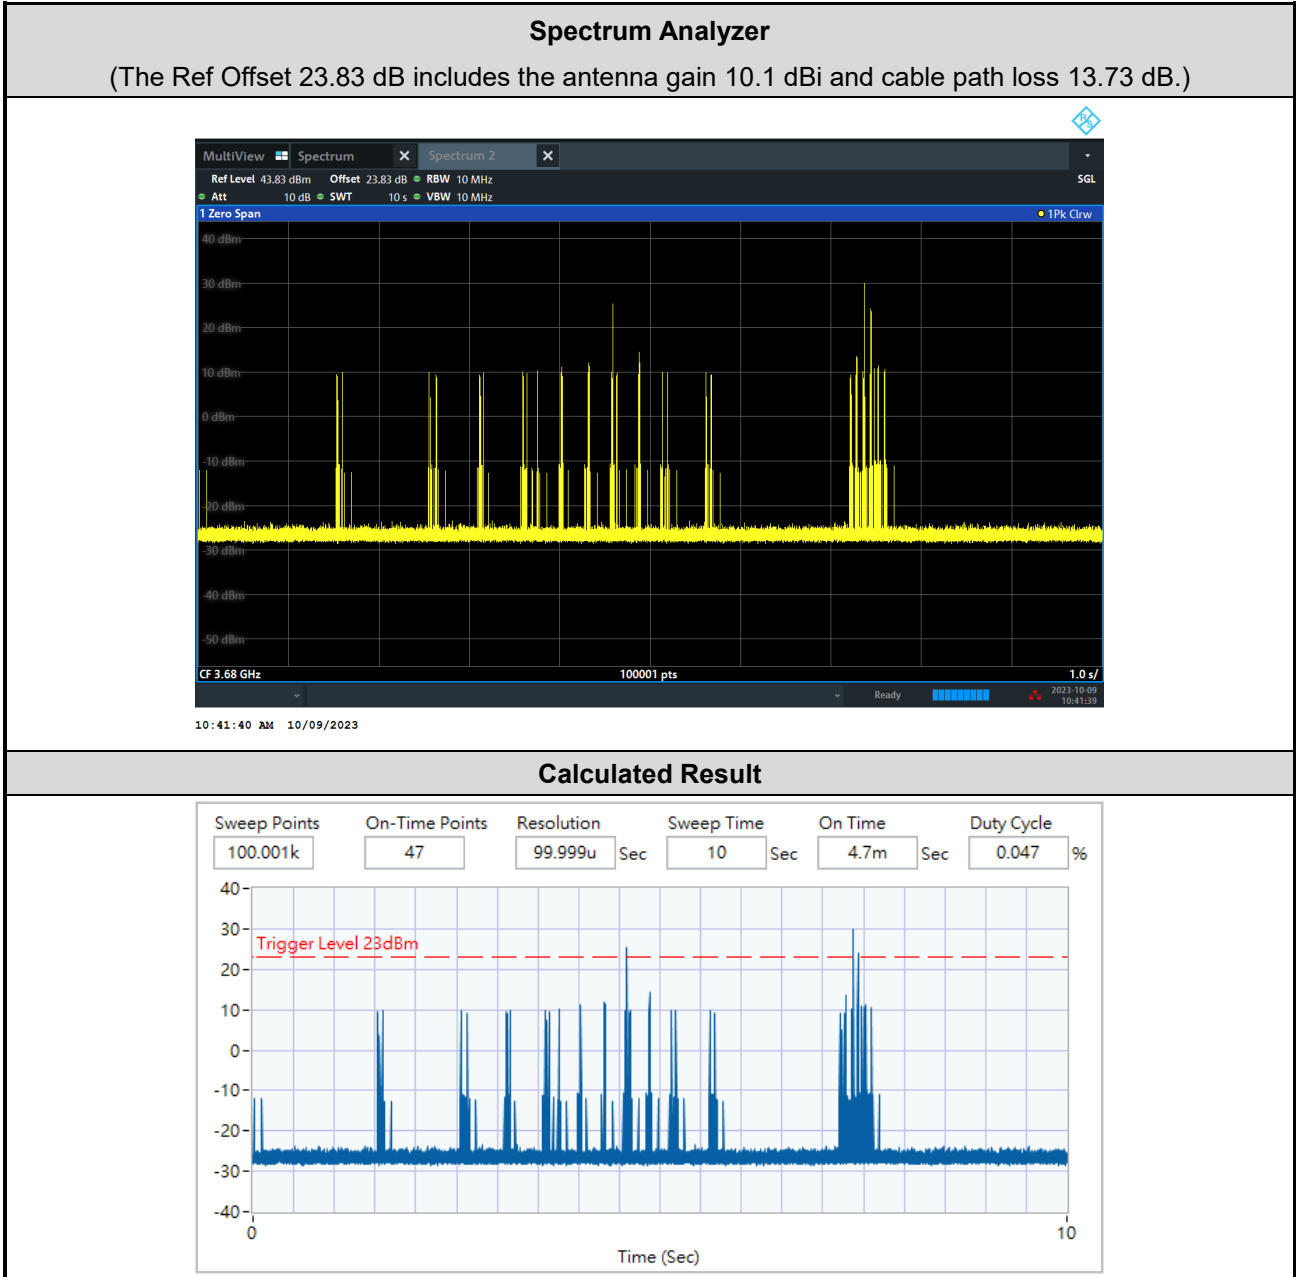 Spectrum Analyzer
(The Ref Offset 23.83 dB includes the antenna gain 10.1 dBi and cable path loss 13.73 dB.)
R&S
MultiView Spectrum Spectrum 2
Ref Level 43.83 dBm Offset 23.83 dB RBW 10 MHz SGL
Att 10 dB SWT 10 s VBW 10 MHz
1 Zero Span 1Pk Clrw
40 dBm
30 dBm
20 dBm
10 dBm
0 dBm
-10 dBm
-20 dBm
-30 dBm
-40 dBm
-50 dBm
CF 3.68 GHz 100001 pts 1.0 s/
Ready 2023-10-09
10:41:39
10:41:40 AM 10/09/2023
Calculated Result
Sweep Points On-Time Points Resolution Sweep Time On Time Duty Cycle
100.001k 47 99.999u Sec 10 Sec 4.7m Sec 0.047 %
40
30
Trigger Level 23dBm
20
10
0
-10
-20
-30
-40
0 10
Time (Sec)